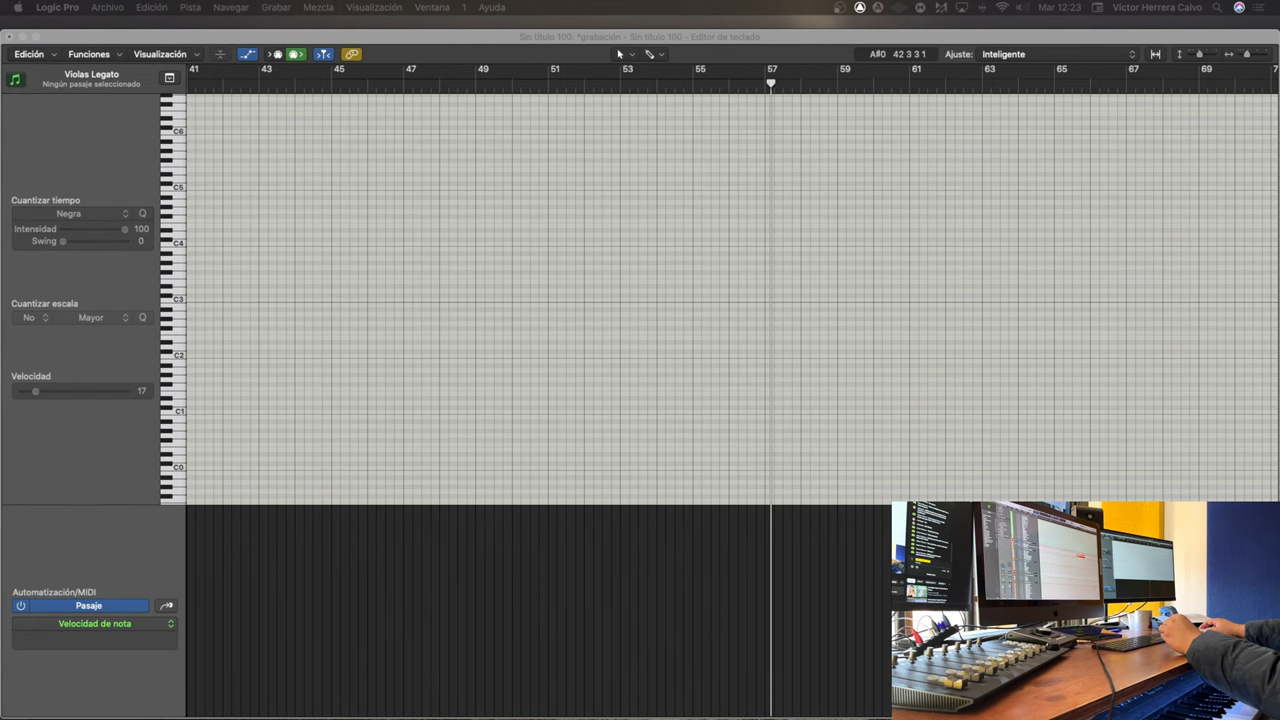 Logic Pro Archivo Edición Pista Navegar Grabar Mezcla Visualización Ventana 1 Ayuda Mar 12:23 Víctor Herrera Calvo
Sin título 100: *grabación - Sin título 100 - Editor de teclado
Edición Funciones Visualización A#0 42 3 3 1 Ajuste: Inteligente
Violas Legato
Ningún pasaje seleccionado
41 43 45 47 49 51 53 55 57 59 61 63 65 67 69
C6
C5
Cuantizar tiempo
Negra Q
Intensidad 100
Swing 0
C4
C3
Cuantizar escala
No Mayor Q
C2
Velocidad
17
C1
C0
Automatización/MIDI
Pasaje
Velocidad de nota